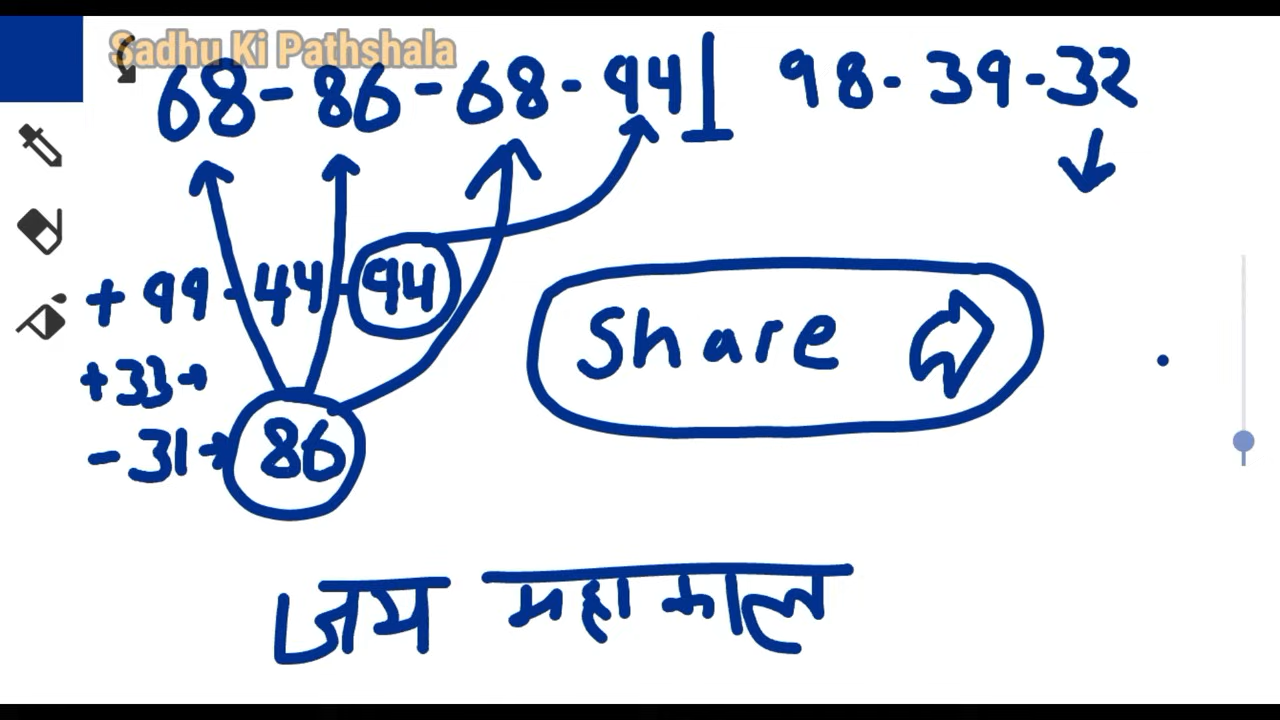 Sadhu Ki Pathshala
68-86-68-94 98-39-32
+99-44-94
+33+
-31+ 86
Share
जय महाकाल